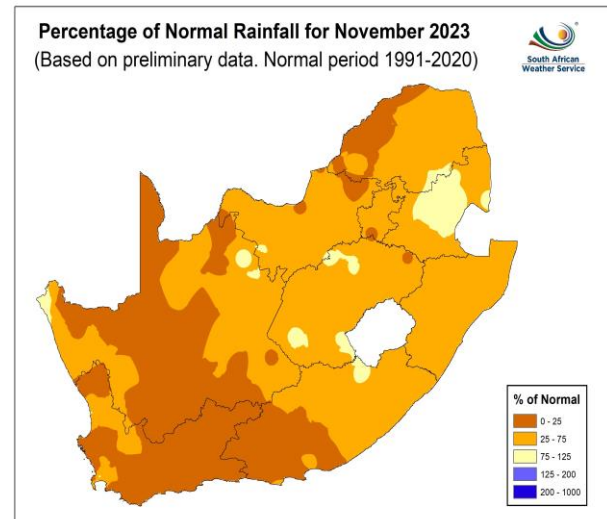 Percentage of Normal Rainfall for November 2023
(Based on preliminary data. Normal period 1991-2020)
South African
Weather Service
% of Normal
0 - 25
25 - 75
75 - 125
125 - 200
200 - 1000